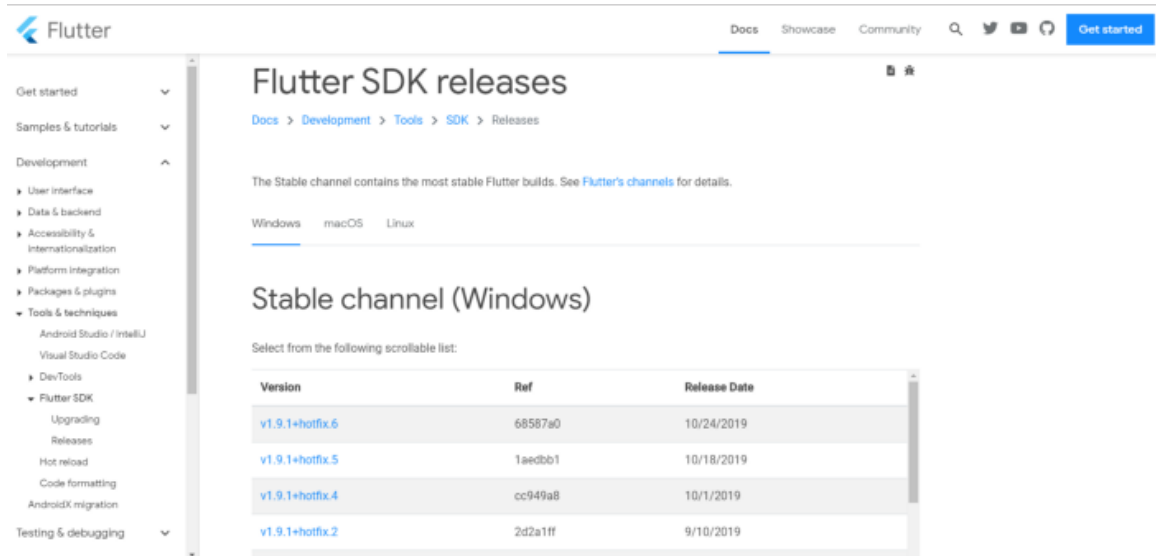 Flutter
Docs Showcase Community Get started
Get started
Samples & tutorials
Development
User interface
Data & backend
Accessibility &
internationalization
Platform integration
Packages & plugins
Tools & techniques
Android Studio / IntelliJ
Visual Studio Code
DevTools
Flutter SDK
Upgrading
Releases
Hot reload
Code formatting
AndroidX migration
Testing & debugging
Flutter SDK releases
Docs > Development > Tools > SDK > Releases
The Stable channel contains the most stable Flutter builds. See Flutter's channels for details.
Windows macOS Linux
Stable channel (Windows)
Select from the following scrollable list:
Version Ref Release Date
v1.9.1+hotfix.6 68587a0 10/24/2019
v1.9.1+hotfix.5 1aedbb1 10/18/2019
v1.9.1+hotfix.4 cc949a8 10/1/2019
v1.9.1+hotfix.2 2d2a1ff 9/10/2019